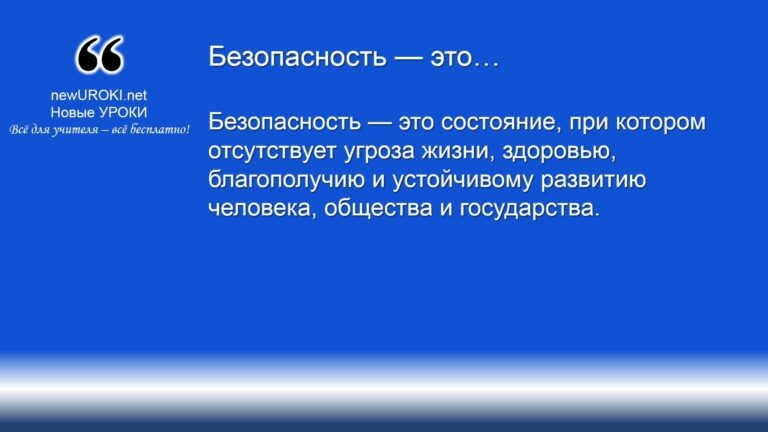 “
newUROKI.net
Новые УРОКИ
Всё для учителя – всё бесплатно!
Безопасность — это…
Безопасность — это состояние, при котором
отсутствует угроза жизни, здоровью,
благополучию и устойчивому развитию
человека, общества и государства.